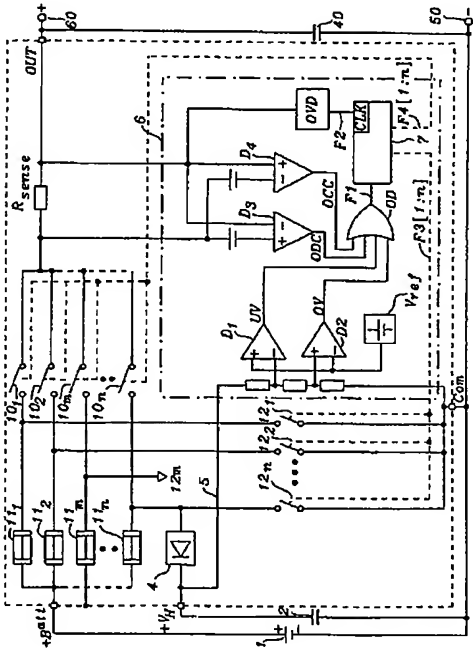 +
60
OUT
40
50
-
R sense
6
OVD
CLK
F2
F4[1:n]
7
D4
+
-
OCC
F1
OD
D3
+
-
ODC
F3[1:n]
UV
OV
D1
+
-
D2
+
-
Vref
10₁
10₂
10m
10n
12m
5
12₁
12₂
12n
Com
11₁
11₂
11m
11n
4
+Batt
+VH
1
+
2